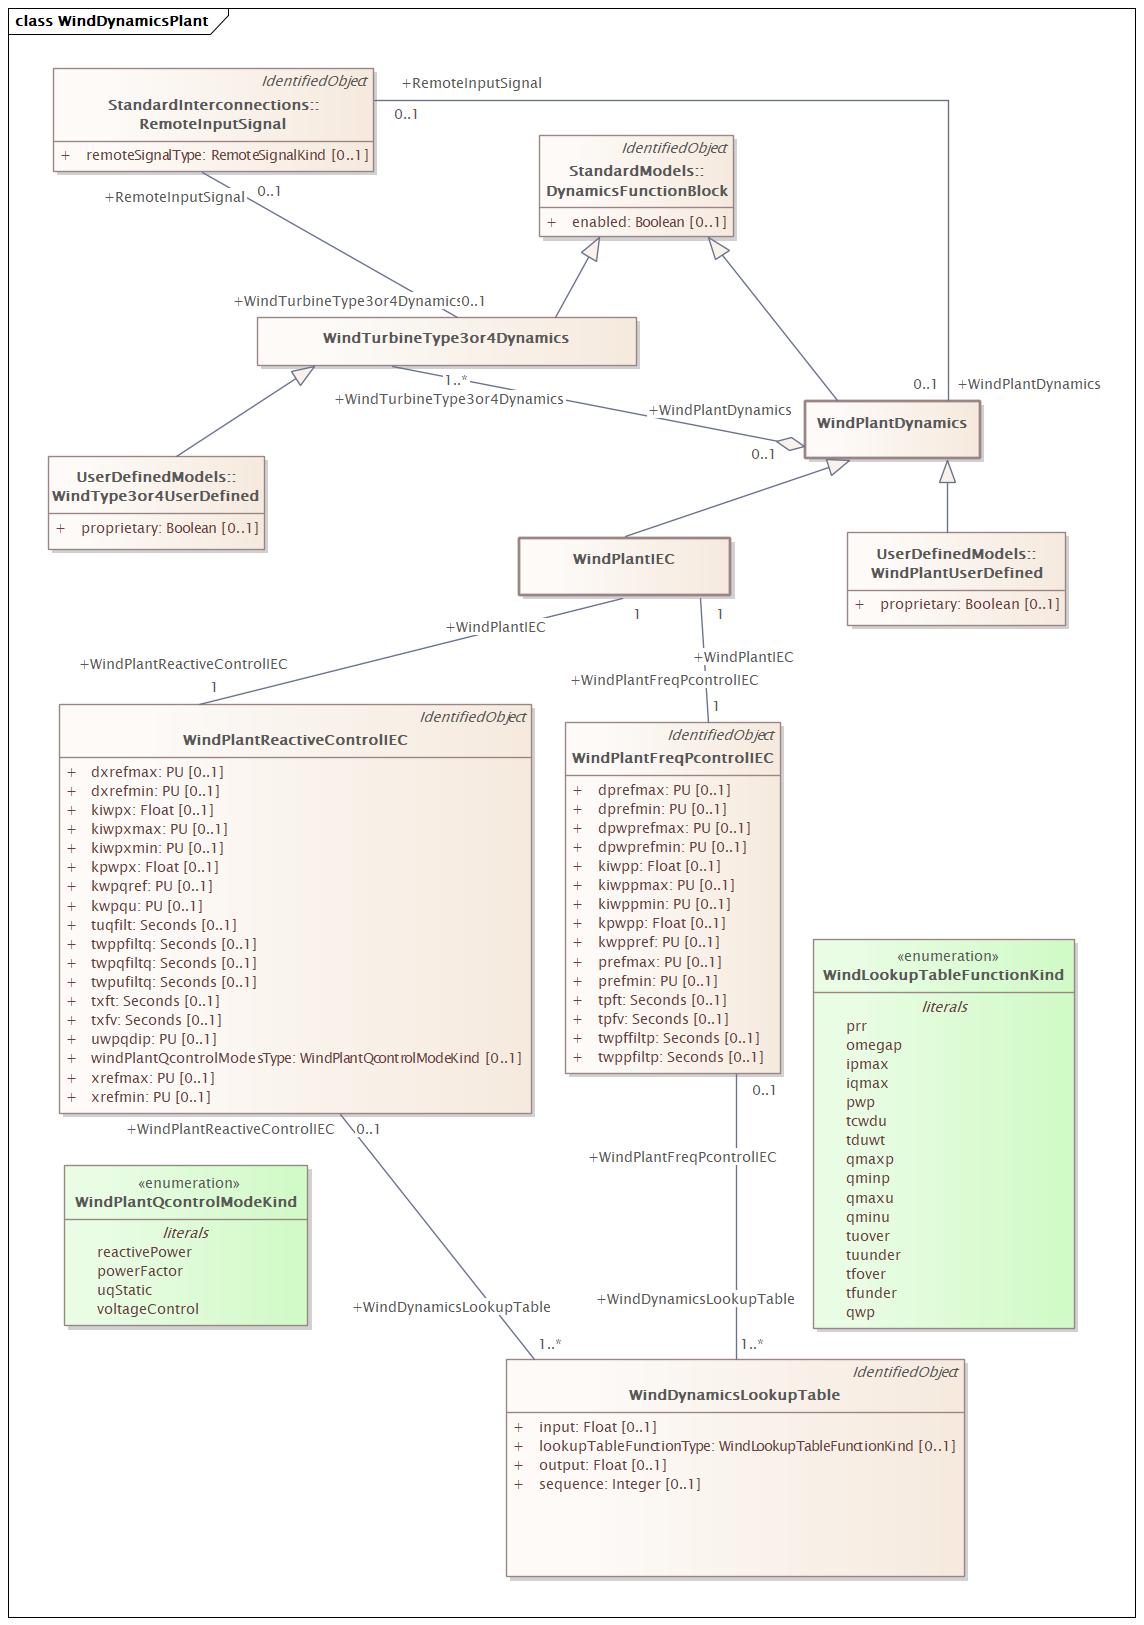 class WindDynamicsPlant
IdentifiedObject
StandardInterconnections::
RemoteInputSignal
+ remoteSignalType: RemoteSignalKind [0..1]
+RemoteInputSignal
0..1
IdentifiedObject
StandardModels::
DynamicsFunctionBlock
+ enabled: Boolean [0..1]
+RemoteInputSignal
0..1
+WindTurbineType3or4Dynamics
0..1
WindTurbineType3or4Dynamics
1..*
+WindTurbineType3or4Dynamics
+WindPlantDynamics
0..1
0..1
+WindPlantDynamics
WindPlantDynamics
UserDefinedModels::
WindType3or4UserDefined
+ proprietary: Boolean [0..1]
WindPlantIEC
UserDefinedModels::
WindPlantUserDefined
+ proprietary: Boolean [0..1]
1
+WindPlantIEC
+WindPlantReactiveControlIEC
1
1
+WindPlantIEC
+WindPlantFreqPcontrolIEC
1
IdentifiedObject
WindPlantReactiveControlIEC
+ dxrefmax: PU [0..1]
+ dxrefmin: PU [0..1]
+ kiwpx: Float [0..1]
+ kiwpxmax: PU [0..1]
+ kiwpxmin: PU [0..1]
+ kpwpx: Float [0..1]
+ kwpqref: PU [0..1]
+ kwpqu: PU [0..1]
+ tuqfilt: Seconds [0..1]
+ twppfiltq: Seconds [0..1]
+ twpqfiltq: Seconds [0..1]
+ twpufiltq: Seconds [0..1]
+ txft: Seconds [0..1]
+ txfv: Seconds [0..1]
+ uwpqdip: PU [0..1]
+ windPlantQcontrolModesType: WindPlantQcontrolModeKind [0..1]
+ xrefmax: PU [0..1]
+ xrefmin: PU [0..1]
IdentifiedObject
WindPlantFreqPcontrolIEC
+ dprefmax: PU [0..1]
+ dprefmin: PU [0..1]
+ dpwprefmax: PU [0..1]
+ dpwprefmin: PU [0..1]
+ kiwpp: Float [0..1]
+ kiwppmax: PU [0..1]
+ kiwppmin: PU [0..1]
+ kpwpp: Float [0..1]
+ kwppref: PU [0..1]
+ prefmax: PU [0..1]
+ prefmin: PU [0..1]
+ tpft: Seconds [0..1]
+ tpfv: Seconds [0..1]
+ twpffiltp: Seconds [0..1]
+ twppfiltp: Seconds [0..1]
«enumeration»
WindLookupTableFunctionKind
literals
prr
omegap
ipmax
iqmax
pwp
tcwdu
tduwt
qmaxp
qminp
qmaxu
qminu
tuover
tuunder
tfover
tfunder
qwp
+WindPlantReactiveControlIEC
0..1
0..1
+WindPlantFreqPcontrolIEC
«enumeration»
WindPlantQcontrolModeKind
literals
reactivePower
powerFactor
uqStatic
voltageControl
+WindDynamicsLookupTable
1..*
+WindDynamicsLookupTable
1..*
IdentifiedObject
WindDynamicsLookupTable
+ input: Float [0..1]
+ lookupTableFunctionType: WindLookupTableFunctionKind [0..1]
+ output: Float [0..1]
+ sequence: Integer [0..1]